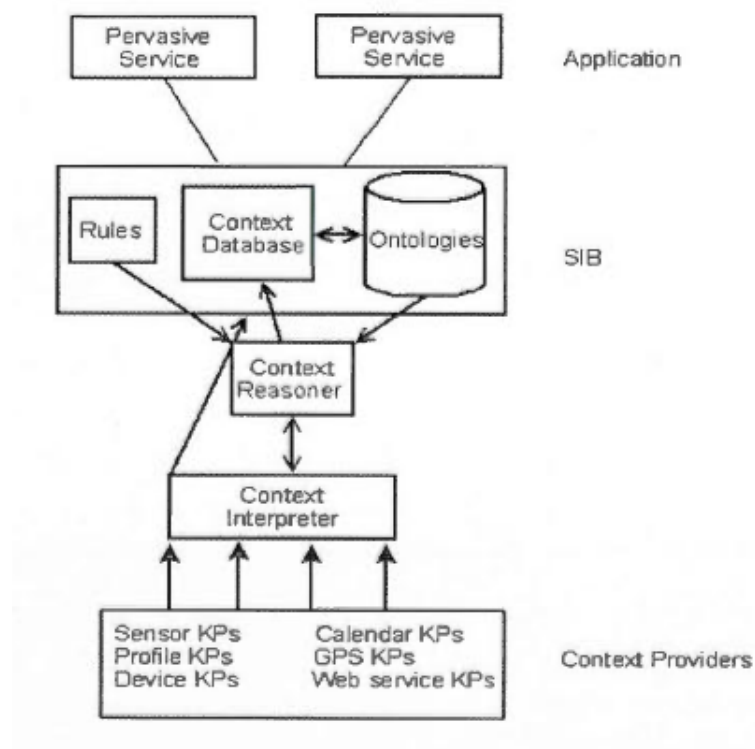 Pervasive
Service
Pervasive
Service
Application
Rules
Context
Database
Ontologies
SIB
Context
Reasoner
Context
Interpreter
Sensor KPs
Profile KPs
Device KPs
Calendar KPs
GPS KPs
Web service KPs
Context Providers